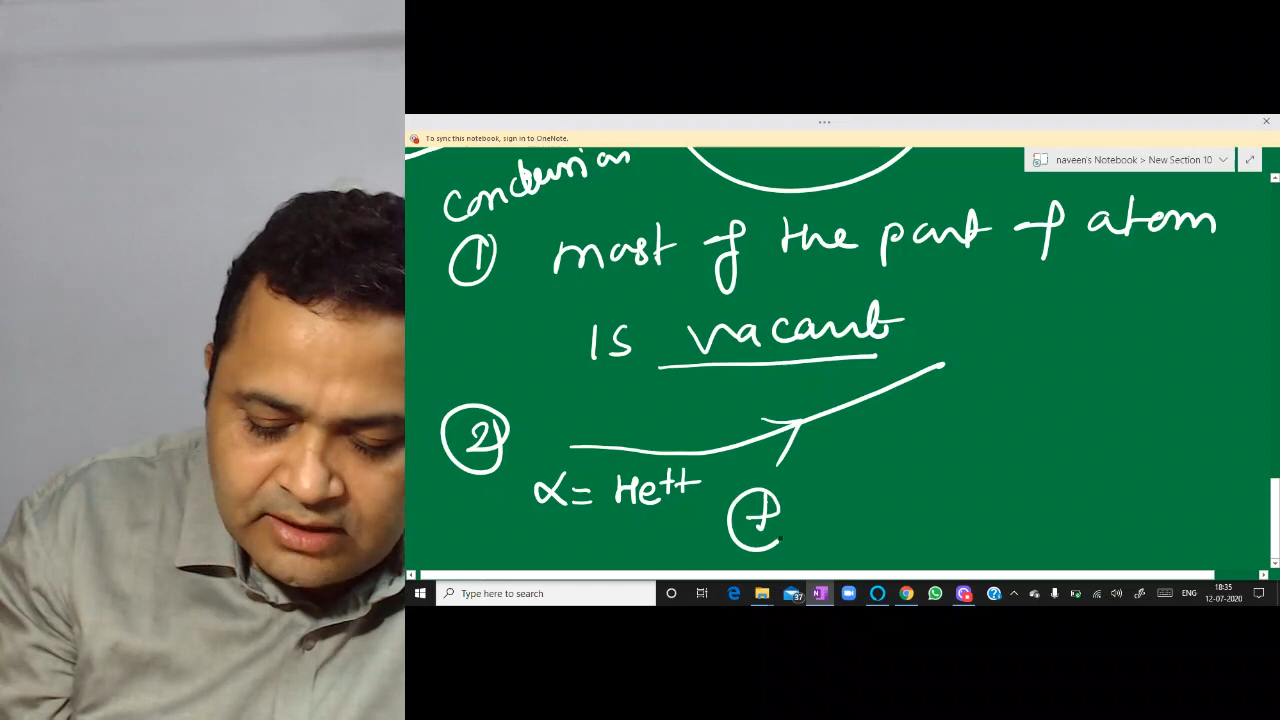 To sync this notebook, sign in to OneNote.
naveen's Notebook > New Section 10
Conclusion
① most of the part of atom
is vacant
②
α= He++
+
Type here to search
37
N
ENG
18:35
12-07-2020